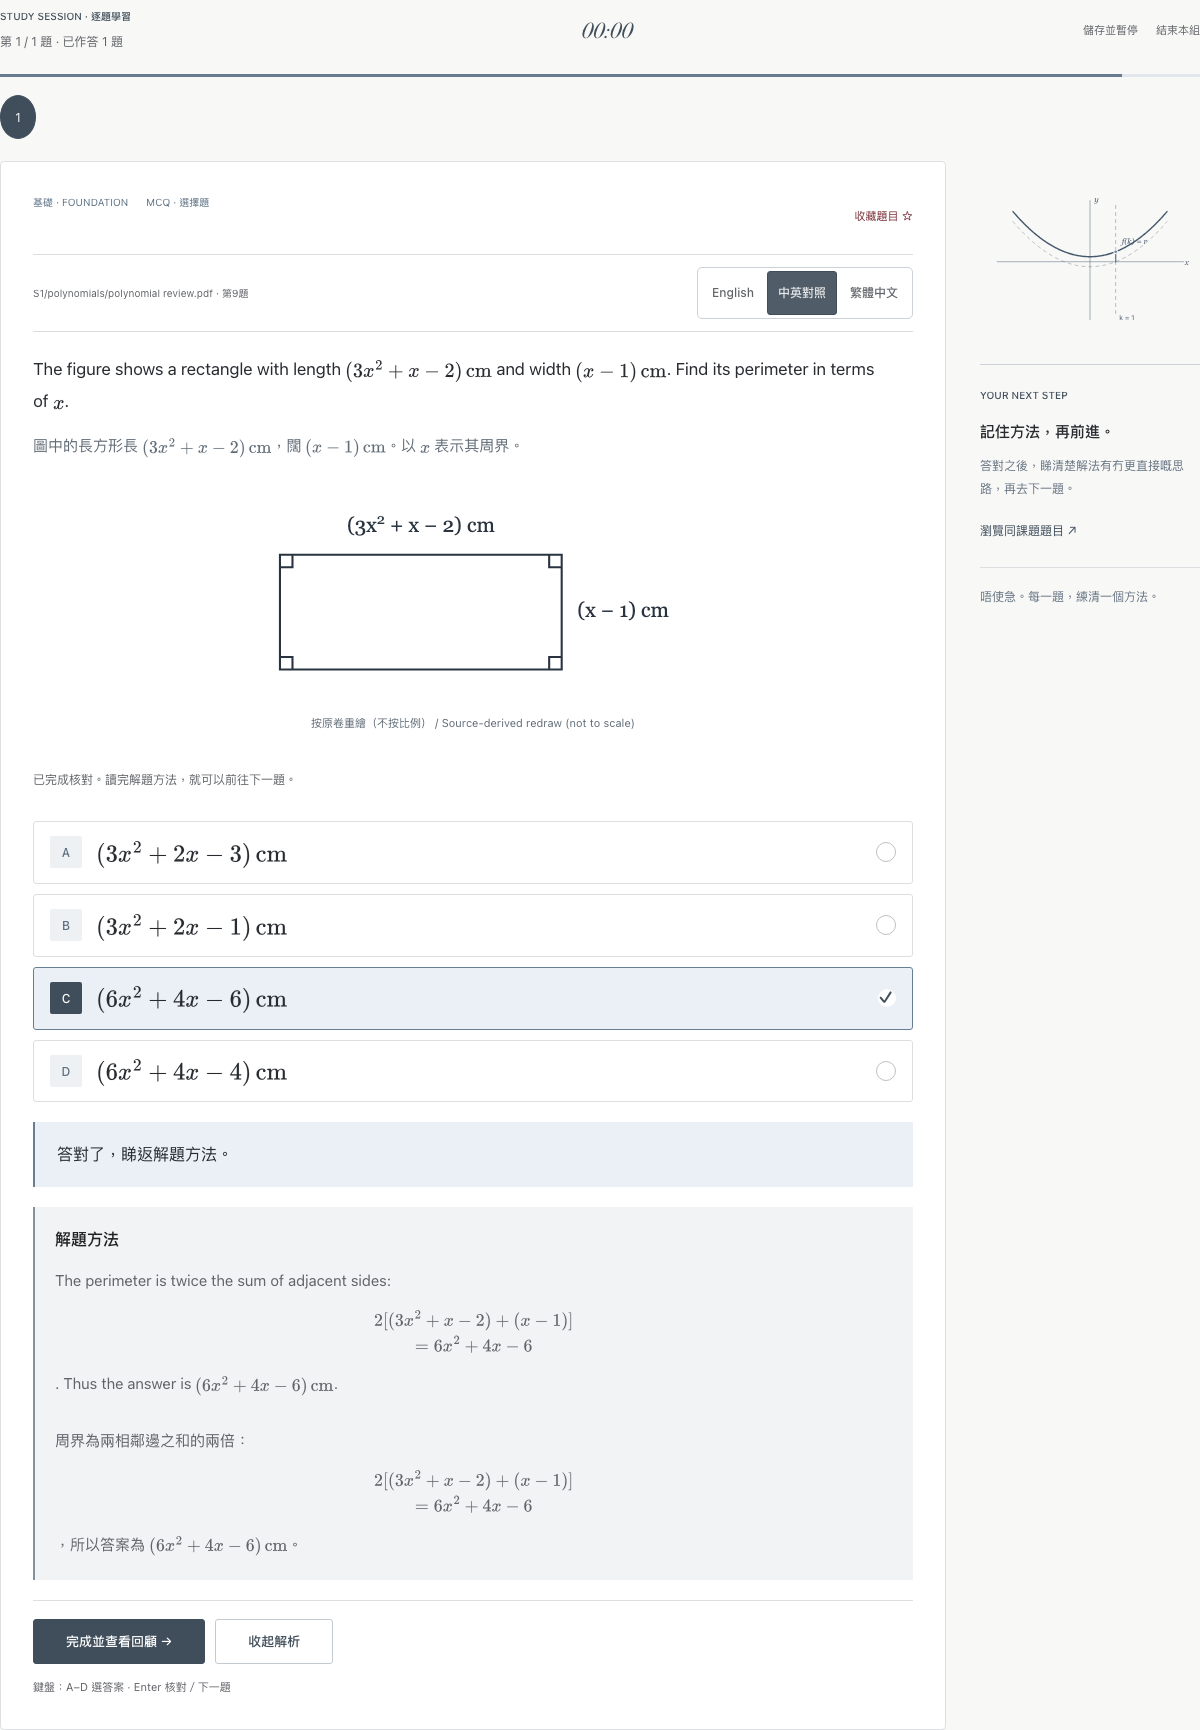 STUDY SESSION · 逐題學習
第 1 / 1 題 · 已作答 1 題
00:00
儲存並暫停
結束本組
1
基礎 · FOUNDATION MCQ · 選擇題
收藏題目 ☆
S1/polynomials/polynomial review.pdf · 第9題
English 中英對照 繁體中文
The figure shows a rectangle with length (3x² + x − 2) cm and width (x − 1) cm. Find its perimeter in terms
of x.
圖中的長方形長 (3x² + x − 2) cm，闊 (x − 1) cm。以 x 表示其周界。
(3x² + x − 2) cm
(x − 1) cm
按原卷重繪（不按比例） / Source-derived redraw (not to scale)
已完成核對。讀完解題方法，就可以前往下一題。
A (3x² + 2x − 3) cm
B (3x² + 2x − 1) cm
C (6x² + 4x − 6) cm
D (6x² + 4x − 4) cm
答對了，睇返解題方法。
解題方法
The perimeter is twice the sum of adjacent sides:
2[(3x² + x − 2) + (x − 1)]
= 6x² + 4x − 6
. Thus the answer is (6x² + 4x − 6) cm.
周界為兩相鄰邊之和的兩倍：
2[(3x² + x − 2) + (x − 1)]
= 6x² + 4x − 6
，所以答案為 (6x² + 4x − 6) cm。
完成並查看回顧 → 收起解析
鍵盤：A–D 選答案 · Enter 核對 / 下一題
y
f(k) = r
x
k = 1
YOUR NEXT STEP
記住方法，再前進。
答對之後，睇清楚解法有冇更直接嘅思
路，再去下一題。
瀏覽同課題題目 ↗
唔使急。每一題，練清一個方法。